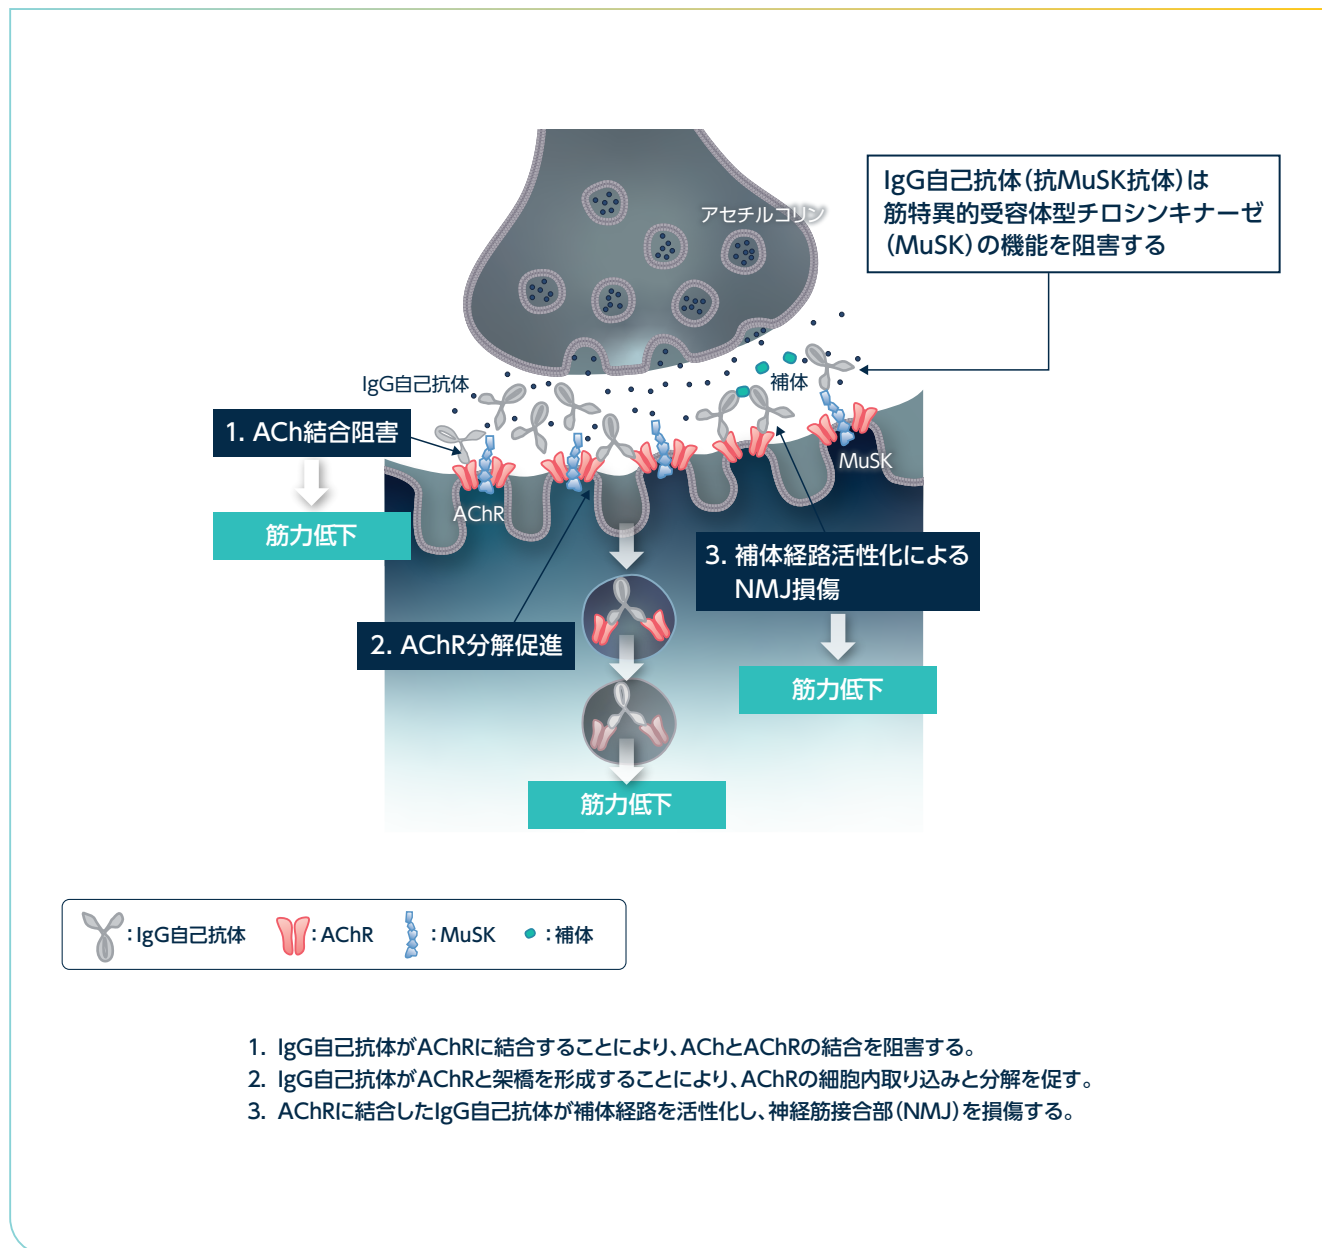 アセチルコリン
IgG自己抗体（抗MuSK抗体）は
筋特異的受容体型チロシンキナーゼ
（MuSK）の機能を阻害する
IgG自己抗体
補体
1. ACh結合阻害
MuSK
AChR
筋力低下
3. 補体経路活性化による
NMJ損傷
2. AChR分解促進
筋力低下
筋力低下
：IgG自己抗体 ：AChR ：MuSK ：補体
1. IgG自己抗体がAChRに結合することにより、AChとAChRの結合を阻害する。
2. IgG自己抗体がAChRと架橋を形成することにより、AChRの細胞内取り込みと分解を促す。
3. AChRに結合したIgG自己抗体が補体経路を活性化し、神経筋接合部（NMJ）を損傷する。